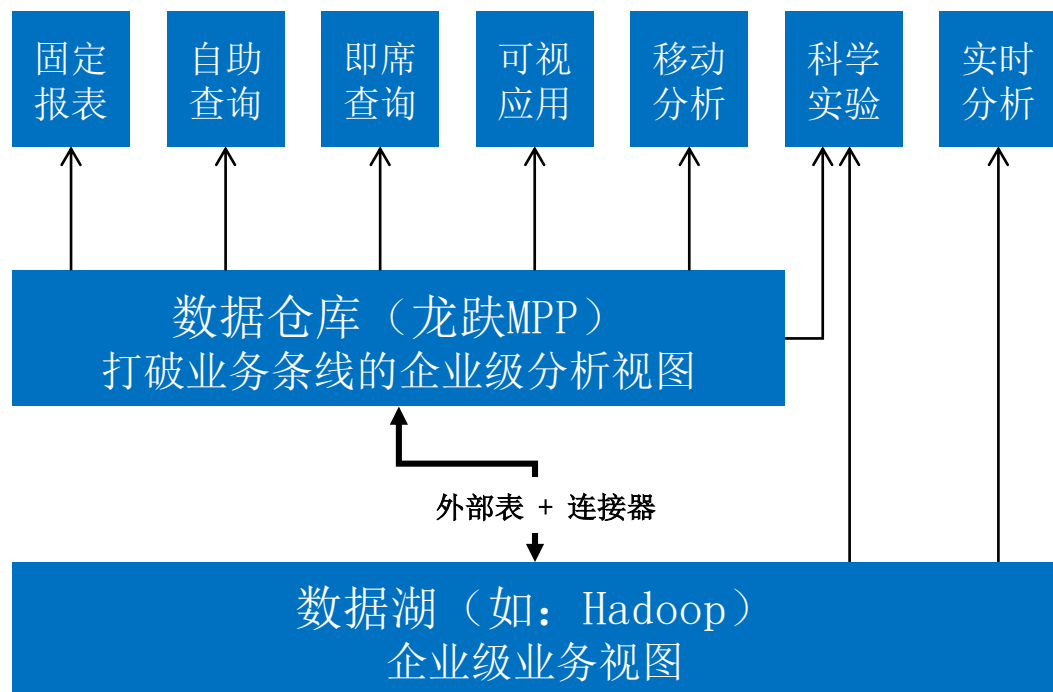 固定
报表
自助
查询
即席
查询
可视
应用
移动
分析
科学
实验
实时
分析
数据仓库（龙跃MPP）
打破业务条线的企业级分析视图
外部表 + 连接器
数据湖（如：Hadoop）
企业级业务视图